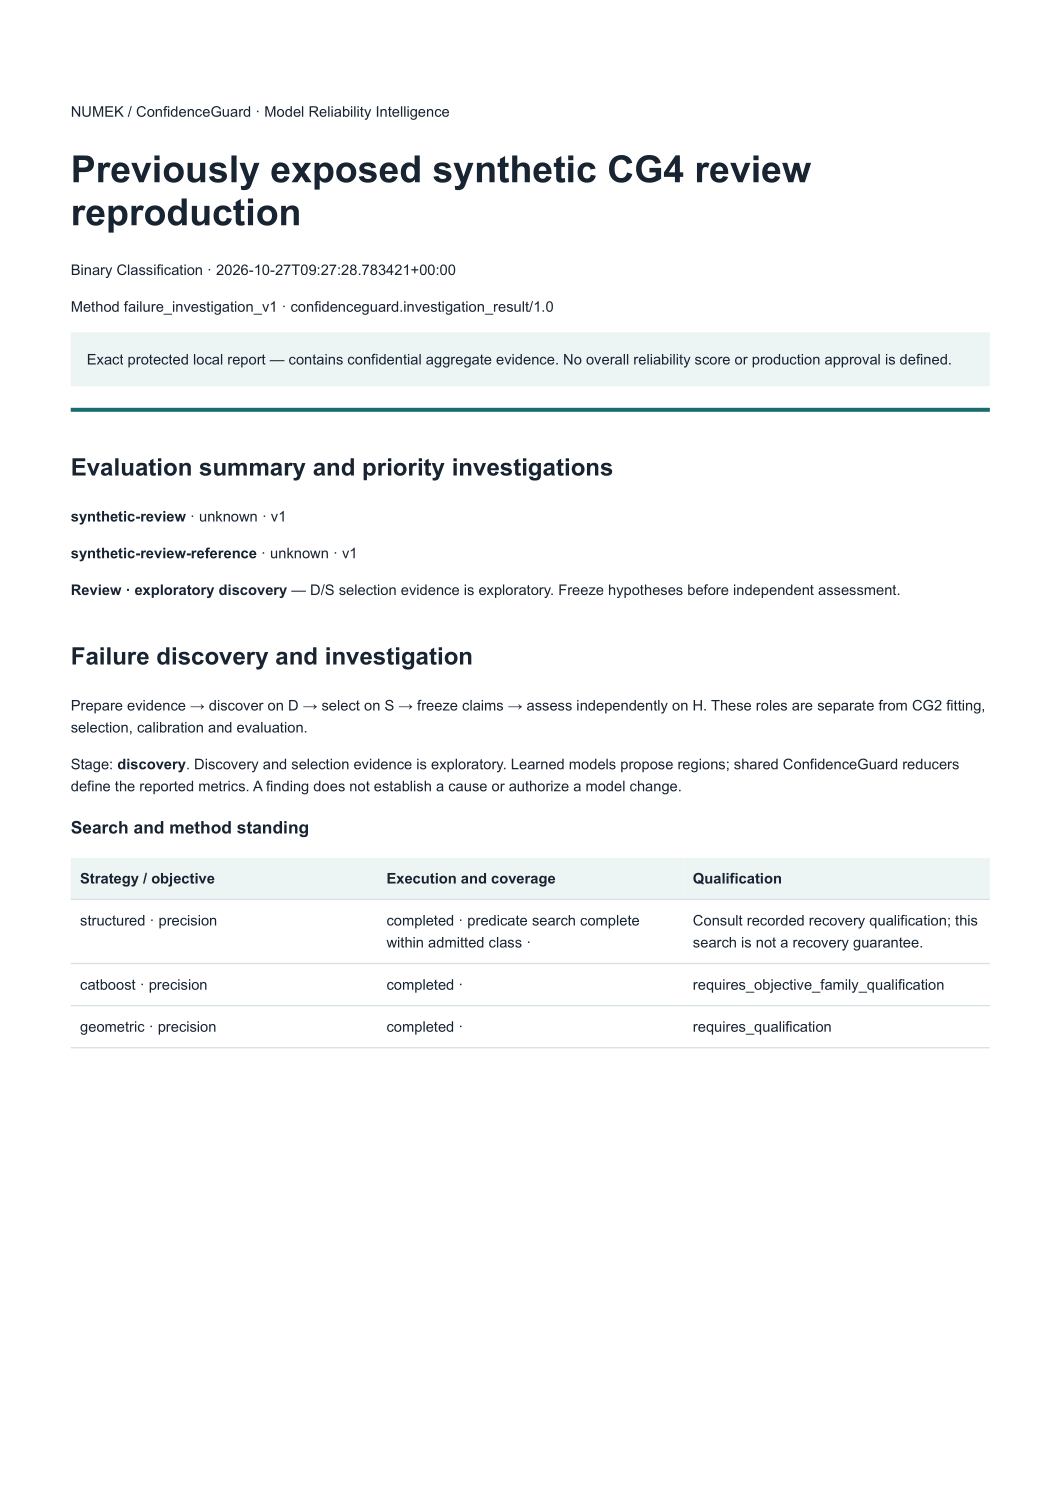 NUMEK / ConfidenceGuard · Model Reliability Intelligence
Previously exposed synthetic CG4 review
reproduction
Binary Classification · 2026-10-27T09:27:28.783421+00:00
Method failure_investigation_v1 · confidenceguard.investigation_result/1.0
Exact protected local report — contains confidential aggregate evidence. No overall reliability score or production approval is defined.
Evaluation summary and priority investigations
synthetic-review · unknown · v1
synthetic-review-reference · unknown · v1
Review · exploratory discovery — D/S selection evidence is exploratory. Freeze hypotheses before independent assessment.
Failure discovery and investigation
Prepare evidence → discover on D → select on S → freeze claims → assess independently on H. These roles are separate from CG2 fitting,
selection, calibration and evaluation.
Stage: discovery. Discovery and selection evidence is exploratory. Learned models propose regions; shared ConfidenceGuard reducers
define the reported metrics. A finding does not establish a cause or authorize a model change.
Search and method standing
Strategy / objective Execution and coverage Qualification
structured · precision completed · predicate search complete Consult recorded recovery qualification; this
within admitted class · search is not a recovery guarantee.
catboost · precision completed · requires_objective_family_qualification
geometric · precision completed · requires_qualification